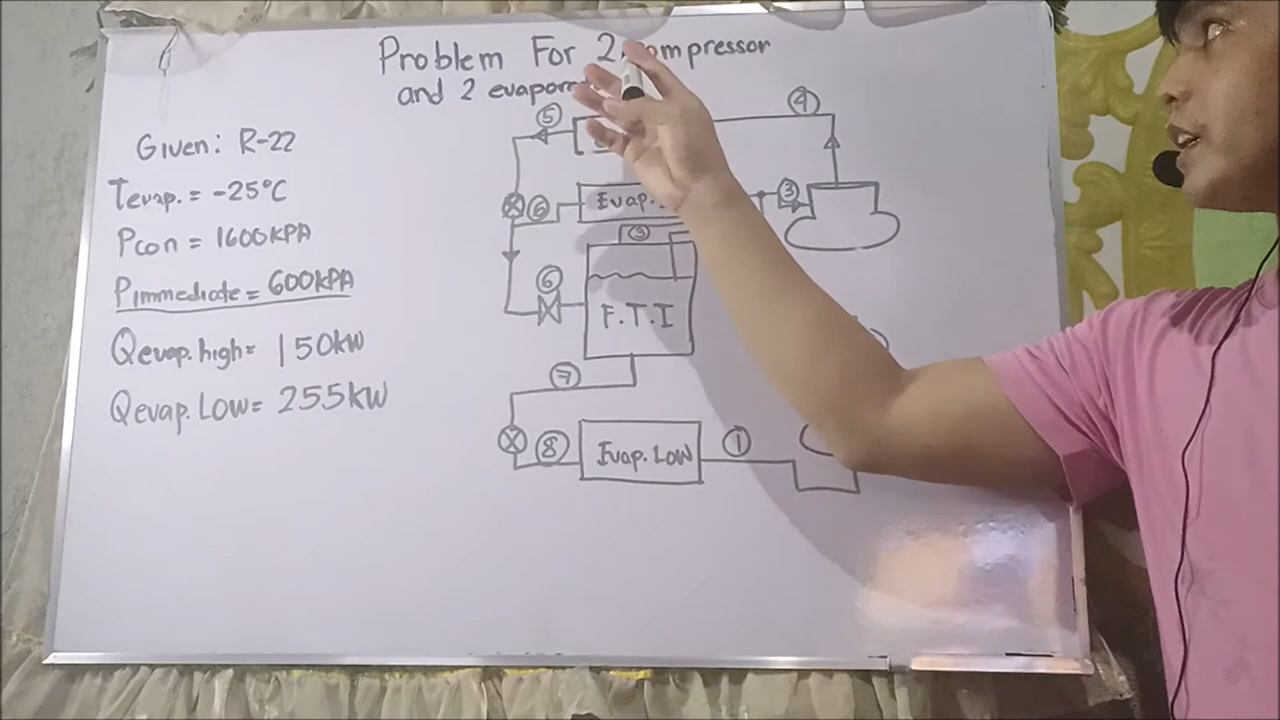 Problem For 2
and 2
Given: R-22
Tevap. = -25°C
Pcon = 1600KPA
Pimmediate = 600kPA
Qevap.high= 150kW
Qevap.Low= 255kW
4
5
3
6
3
6
F.T.I
7
8
Evap. Low
1